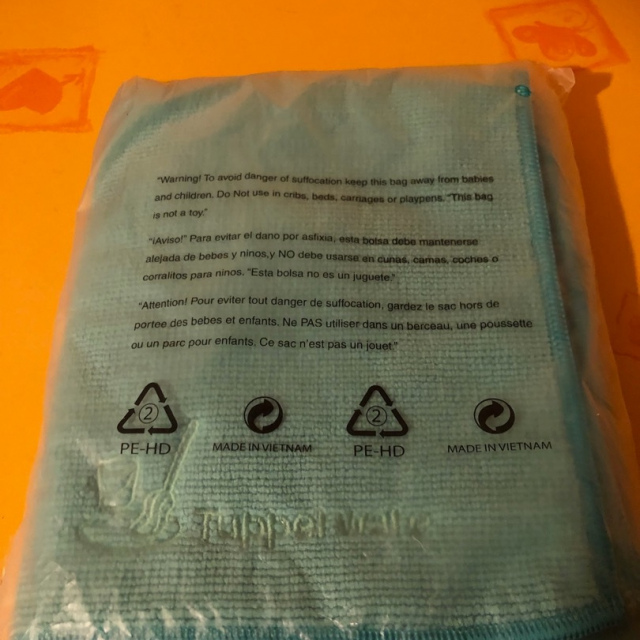 "Warning! To avoid danger of suffocation keep this bag away from babies
and children. Do Not use in cribs, beds, carriages or playpens. "This bag
is not a toy."
"¡Aviso!" Para evitar el dano por asfixia, esta bolsa debe mantenerse
alejada de bebes y ninos,y NO debe usarse en cunas, camas, coches o
corralitos para ninos. "Esta bolsa no es un juguete."
"Attention! Pour eviter tout danger de suffocation, gardez le sac hors de
portee des bebes et enfants. Ne PAS utiliser dans un berceau, une poussette
ou un parc pour enfants. Ce sac n'est pas un jouet."
2 2
PE-HD MADE IN VIETNAM PE-HD MADE IN VIETNAM
Tupperware